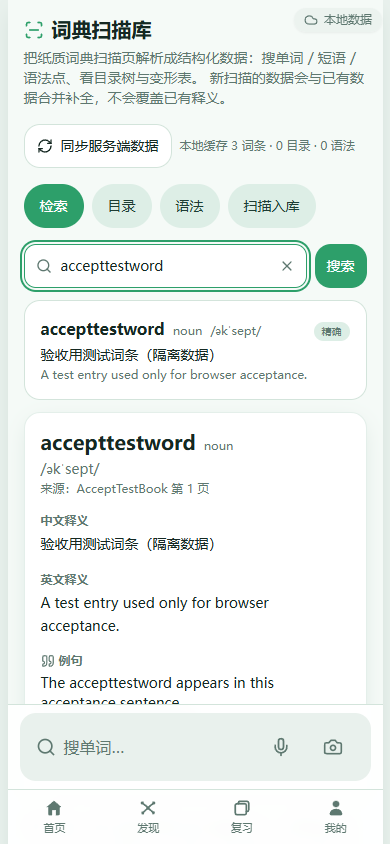 本地数据
词典扫描库
把纸质词典扫描页解析成结构化数据：搜单词 / 短语 /
语法点、看目录树与变形表。 新扫描的数据会与已有数
据合并补全，不会覆盖已有释义。
同步服务端数据 本地缓存 3 词条 · 0 目录 · 0 语法
检索 目录 语法 扫描入库
accepttestword 搜索
accepttestword noun /əkˈsept/ 精确
验收用测试词条（隔离数据）
A test entry used only for browser acceptance.
accepttestword noun
/əkˈsept/
来源：AcceptTestBook 第 1 页
中文释义
验收用测试词条（隔离数据）
英文释义
A test entry used only for browser
acceptance.
例句
The accepttestword appears in this
acceptance sentence.
搜单词...
首页 发现 复习 我的